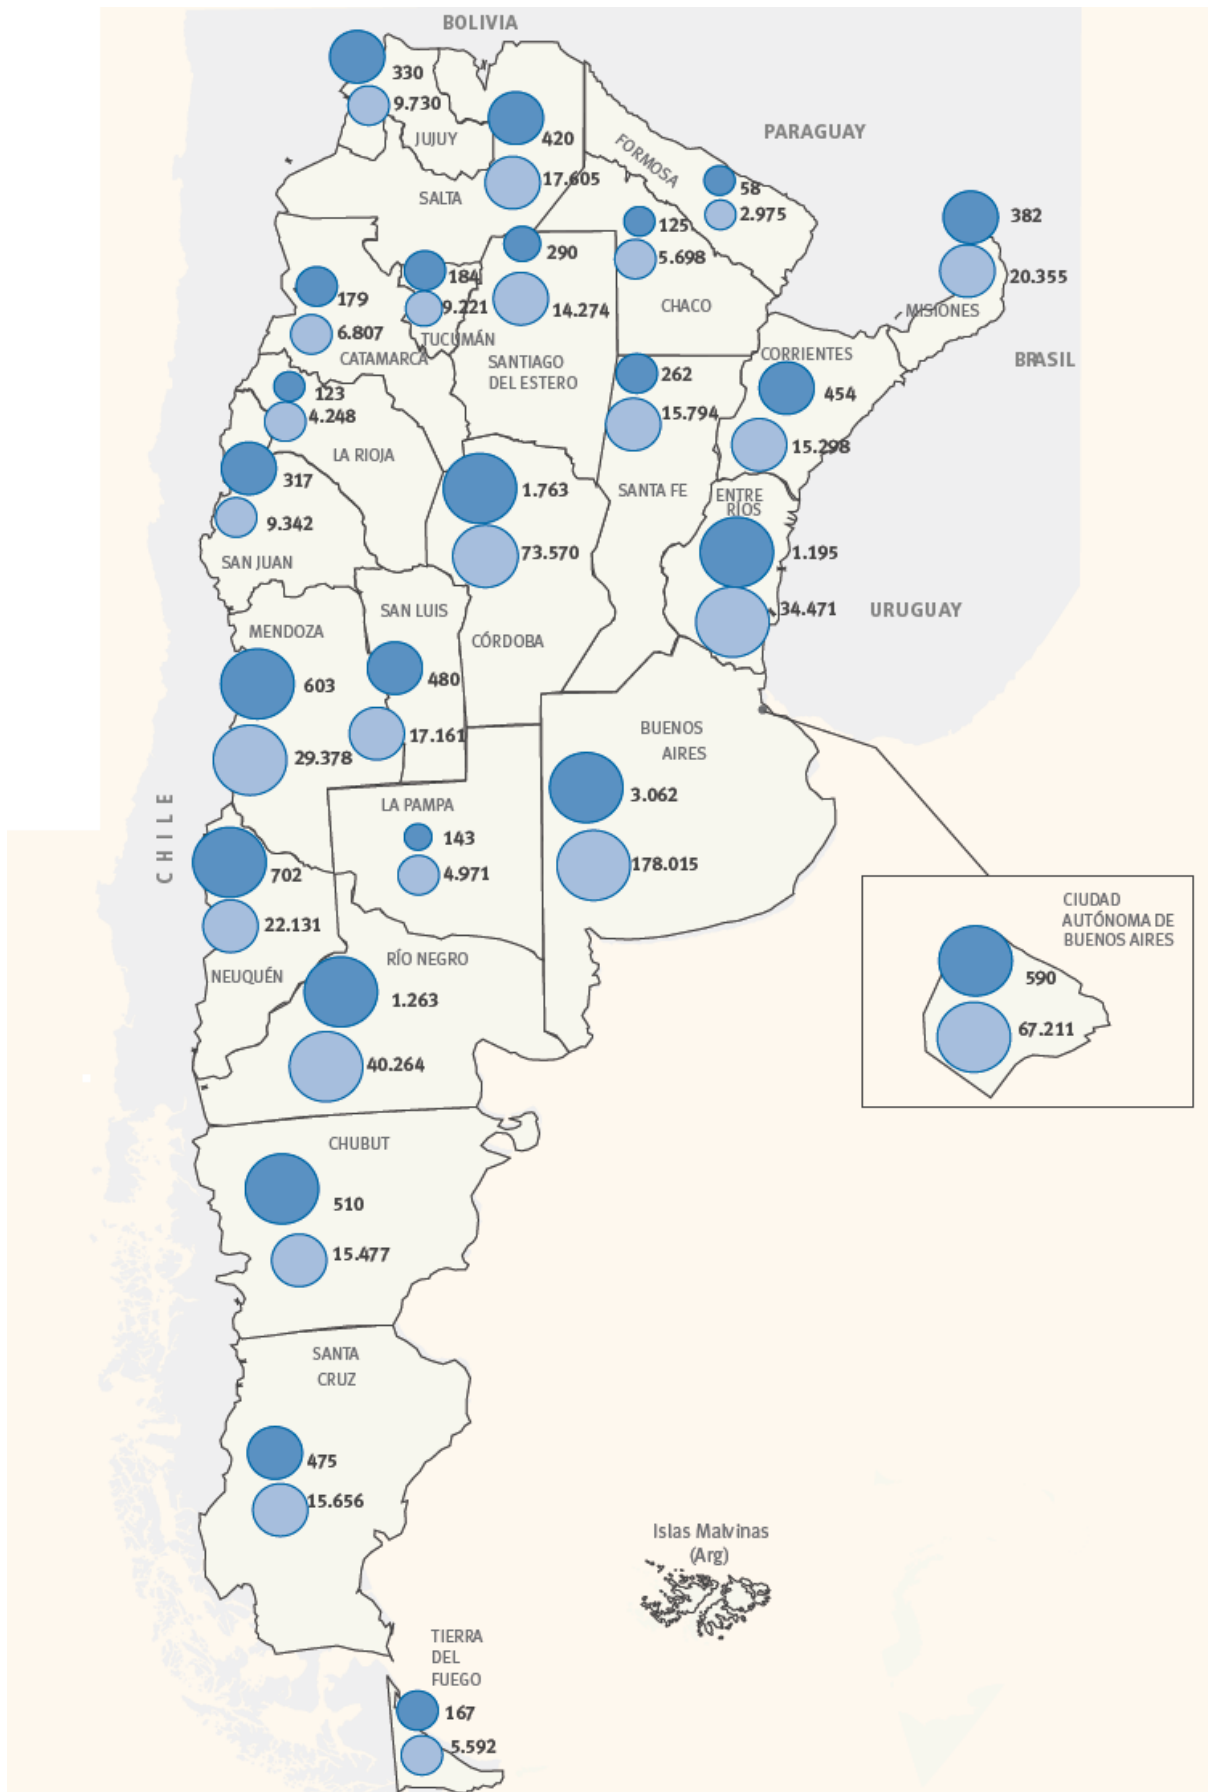 BOLIVIA
330
9.730
JUJUY
420
17.605
SALTA
PARAGUAY
FORMOSA
58
2.975
125
5.698
CHACO
382
20.355
MISIONES
BRASIL
290
14.274
SANTIAGO
DEL ESTERO
184
9.221
TUCUMÁN
179
6.807
CATAMARCA
CORRIENTES
454
15.298
262
15.794
SANTA FE
123
4.248
LA RIOJA
317
9.342
SAN JUAN
1.763
73.570
CÓRDOBA
ENTRE
RÍOS
1.195
34.471
URUGUAY
SAN LUIS
480
17.161
MENDOZA
603
29.378
BUENOS
AIRES
3.062
178.015
CHILE
LA PAMPA
143
4.971
702
22.131
NEUQUÉN
RÍO NEGRO
1.263
40.264
CIUDAD
AUTÓNOMA DE
BUENOS AIRES
590
67.211
CHUBUT
510
15.477
SANTA
CRUZ
475
15.656
Islas Malvinas
(Arg)
TIERRA
DEL
FUEGO
167
5.592